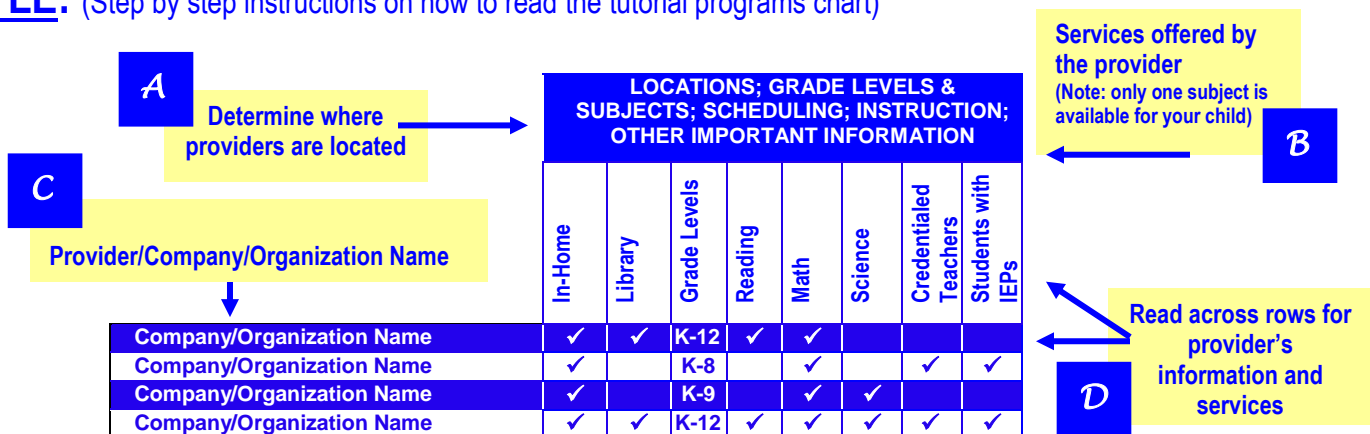 LE: (Step by step instructions on how to read the tutorial programs chart)
A
Determine where
providers are located
C
Provider/Company/Organization Name
LOCATIONS; GRADE LEVELS &
SUBJECTS; SCHEDULING; INSTRUCTION;
OTHER IMPORTANT INFORMATION
Services offered by
the provider
(Note: only one subject is
available for your child)
B
In-Home
Library
Grade Levels
Reading
Math
Science
Credentialed
Teachers
Students with
IEPs
Company/Organization Name ✓ ✓ K-12 ✓ ✓
Company/Organization Name ✓ K-8 ✓ ✓ ✓
Company/Organization Name ✓ K-9 ✓ ✓
Company/Organization Name ✓ ✓ K-12 ✓ ✓ ✓ ✓ ✓
Read across rows for
provider's
information and
services
D